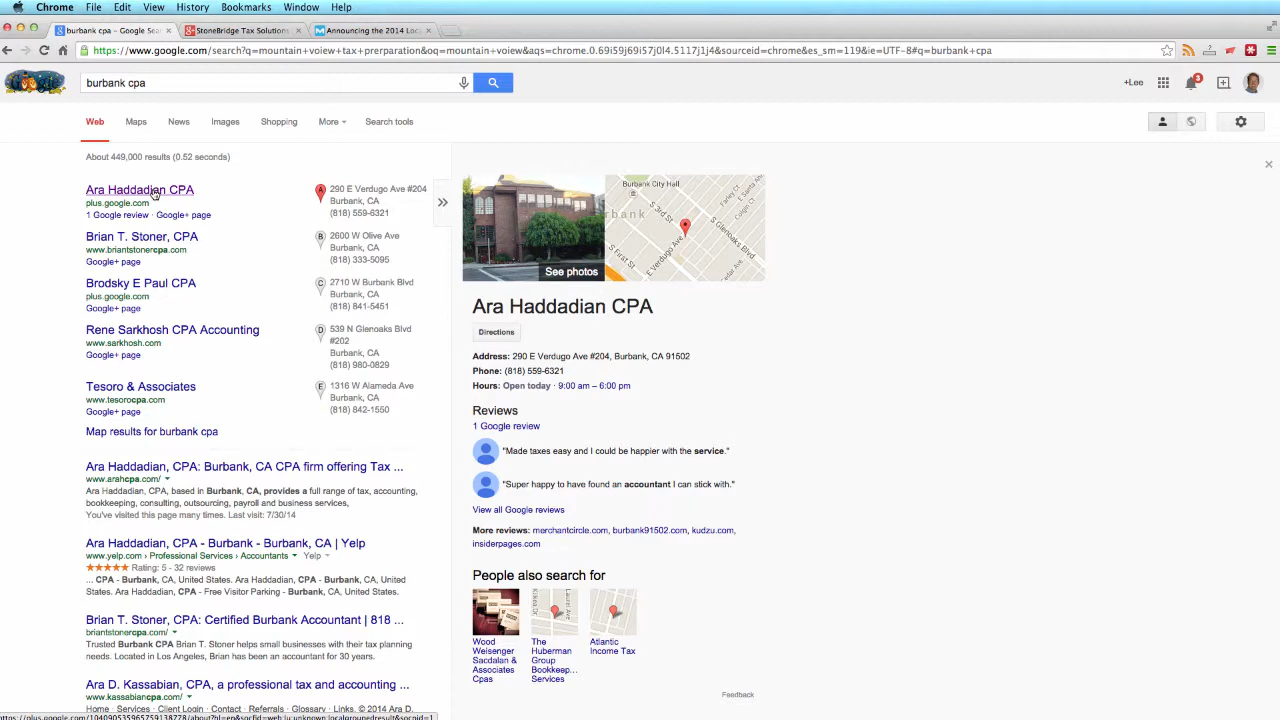 Chrome File Edit View History Bookmarks Window Help
burbank cpa - Google Sea
StoneBridge Tax Solutions
Announcing the 2014 Loca
https://www.google.com/search?q=mountain+voiew+tax+prerparation&oq=mountain+voiew&aqs=chrome.0.69i59j69i57j0l4.5117j1j4&sourceid=chrome&es_sm=119&ie=UTF-8#q=burbank+cpa
burbank cpa
+Lee
3
Web Maps News Images Shopping More Search tools
About 449,000 results (0.52 seconds)
Ara Haddadian CPA
plus.google.com
1 Google review · Google+ page
A
290 E Verdugo Ave #204
Burbank, CA
(818) 559-6321
Brian T. Stoner, CPA
www.briantstonercpa.com
Google+ page
B
2600 W Olive Ave
Burbank, CA
(818) 333-5095
Brodsky E Paul CPA
plus.google.com
Google+ page
C
2710 W Burbank Blvd
Burbank, CA
(818) 841-5451
Rene Sarkhosh CPA Accounting
www.sarkhosh.com
Google+ page
D
539 N Glenoaks Blvd
#202
Burbank, CA
(818) 980-0829
Tesoro & Associates
www.tesorocpa.com
Google+ page
E
1316 W Alameda Ave
(818) 842-1550
Map results for burbank cpa
Ara Haddadian, CPA: Burbank, CA CPA firm offering Tax ...
www.arahcpa.com/
Ara Haddadian, CPA, based in Burbank, CA, provides a full range of tax, accounting,
bookkeeping, consulting, outsourcing, payroll and business services,
You've visited this page many times. Last visit: 7/30/14
Ara Haddadian, CPA - Burbank - Burbank, CA | Yelp
www.yelp.com › Professional Services › Accountants Yelp
Rating: 5 - 32 reviews
... CPA - Burbank, CA, United States. Ara Haddadian, CPA - Burbank, CA, United
States. Ara Haddadian, CPA - Free Visitor Parking - Burbank, CA, United States.
Brian T. Stoner, CPA: Certified Burbank Accountant | 818 ...
briantstonercpa.com/
Trusted Burbank CPA Brian T. Stoner helps small businesses with their tax planning
needs. Located in Los Angeles, Brian has been an accountant for 30 years.
Ara D. Kassabian, CPA, a professional tax and accounting ...
www.kassabiancpa.com/
Home · Services · Client Login · Contact · Referrals · Glossary · Links. © 2014 Ara D.
See photos
Burbank City Hall
rbank
S 3rd St
E Verdugo Ave
S First St
S Glenoaks Blvd
Delaney Ct
Ara Haddadian CPA
Directions
Address: 290 E Verdugo Ave #204, Burbank, CA 91502
Phone: (818) 559-6321
Hours: Open today · 9:00 am – 6:00 pm
Reviews
1 Google review
"Made taxes easy and I could be happier with the service."
"Super happy to have found an accountant I can stick with."
View all Google reviews
More reviews: merchantcircle.com, burbank91502.com, kudzu.com,
insiderpages.com
People also search for
Wood
Weisenger
Sacdalan &
Associates
Cpas
The
Huberman
Group
Bookkeep...
Services
Atlantic
Income Tax
Feedback